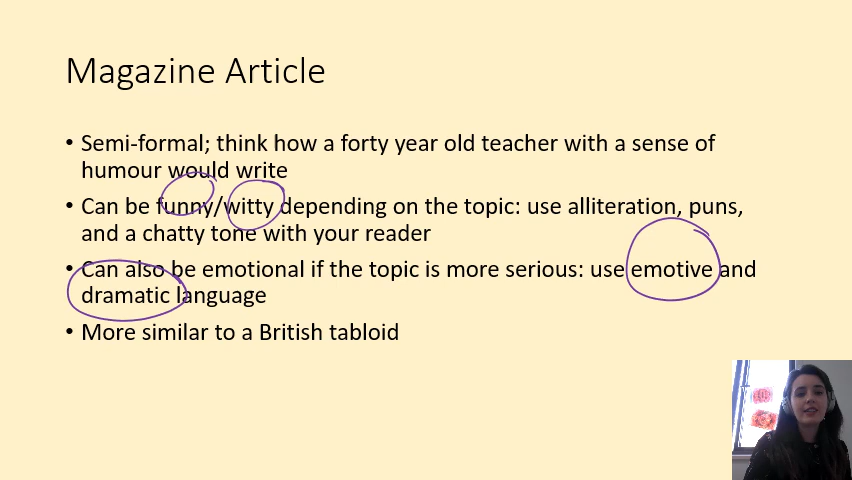 Magazine Article
• Semi-formal; think how a forty year old teacher with a sense of
humour would write
• Can be funny/witty depending on the topic: use alliteration, puns,
and a chatty tone with your reader
• Can also be emotional if the topic is more serious: use emotive and
dramatic language
• More similar to a British tabloid